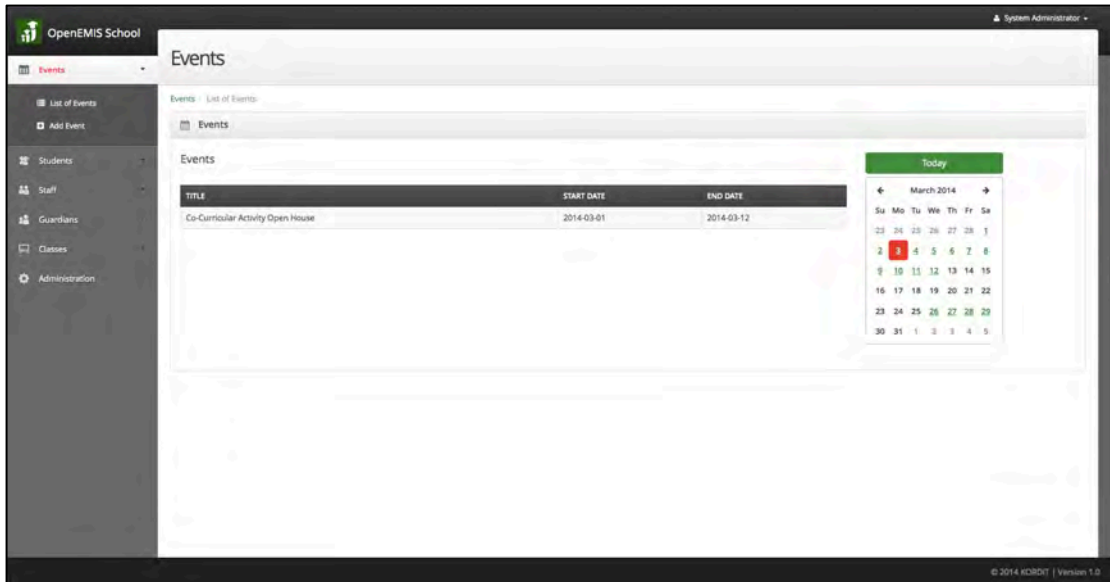 System Administrator
OpenEMIS School
Events
Events
List of Events
Add Event
Students
Staff
Guardians
Classes
Administration
Events / List of Events
Events
Events
TITLE START DATE END DATE
Co-Curricular Activity Open House 2014-03-01 2014-03-12
Today
March 2014
Su Mo Tu We Th Fr Sa
23 24 25 26 27 28 1
2 3 4 5 6 7 8
9 10 11 12 13 14 15
16 17 18 19 20 21 22
23 24 25 26 27 28 29
30 31 1 2 3 4 5
© 2014 KORDIT | Version 1.0